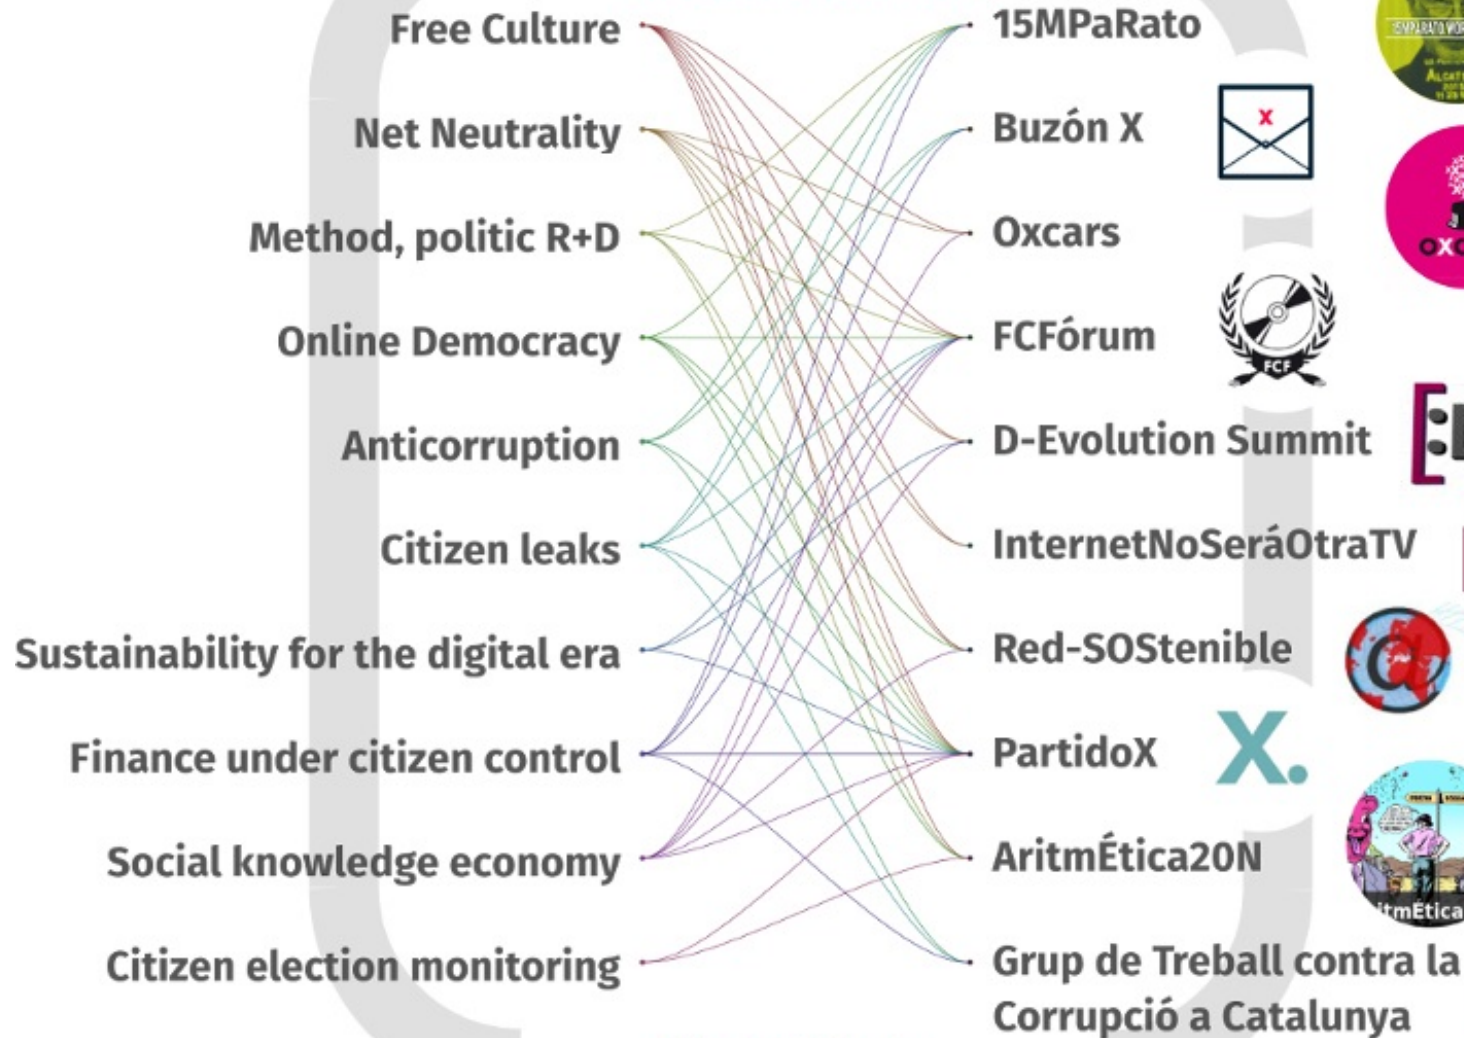 Free Culture
Net Neutrality
Method, politic R+D
Online Democracy
Anticorruption
Citizen leaks
Sustainability for the digital era
Finance under citizen control
Social knowledge economy
Citizen election monitoring
15MPaRato
Buzón X
x
Oxcars
FCFórum
FCF
D-Evolution Summit
InternetNoSeráOtraTV
Red-SOStenible
@
PartidoX
X.
AritmÉtica20N
Grup de Treball contra la
Corrupció a Catalunya